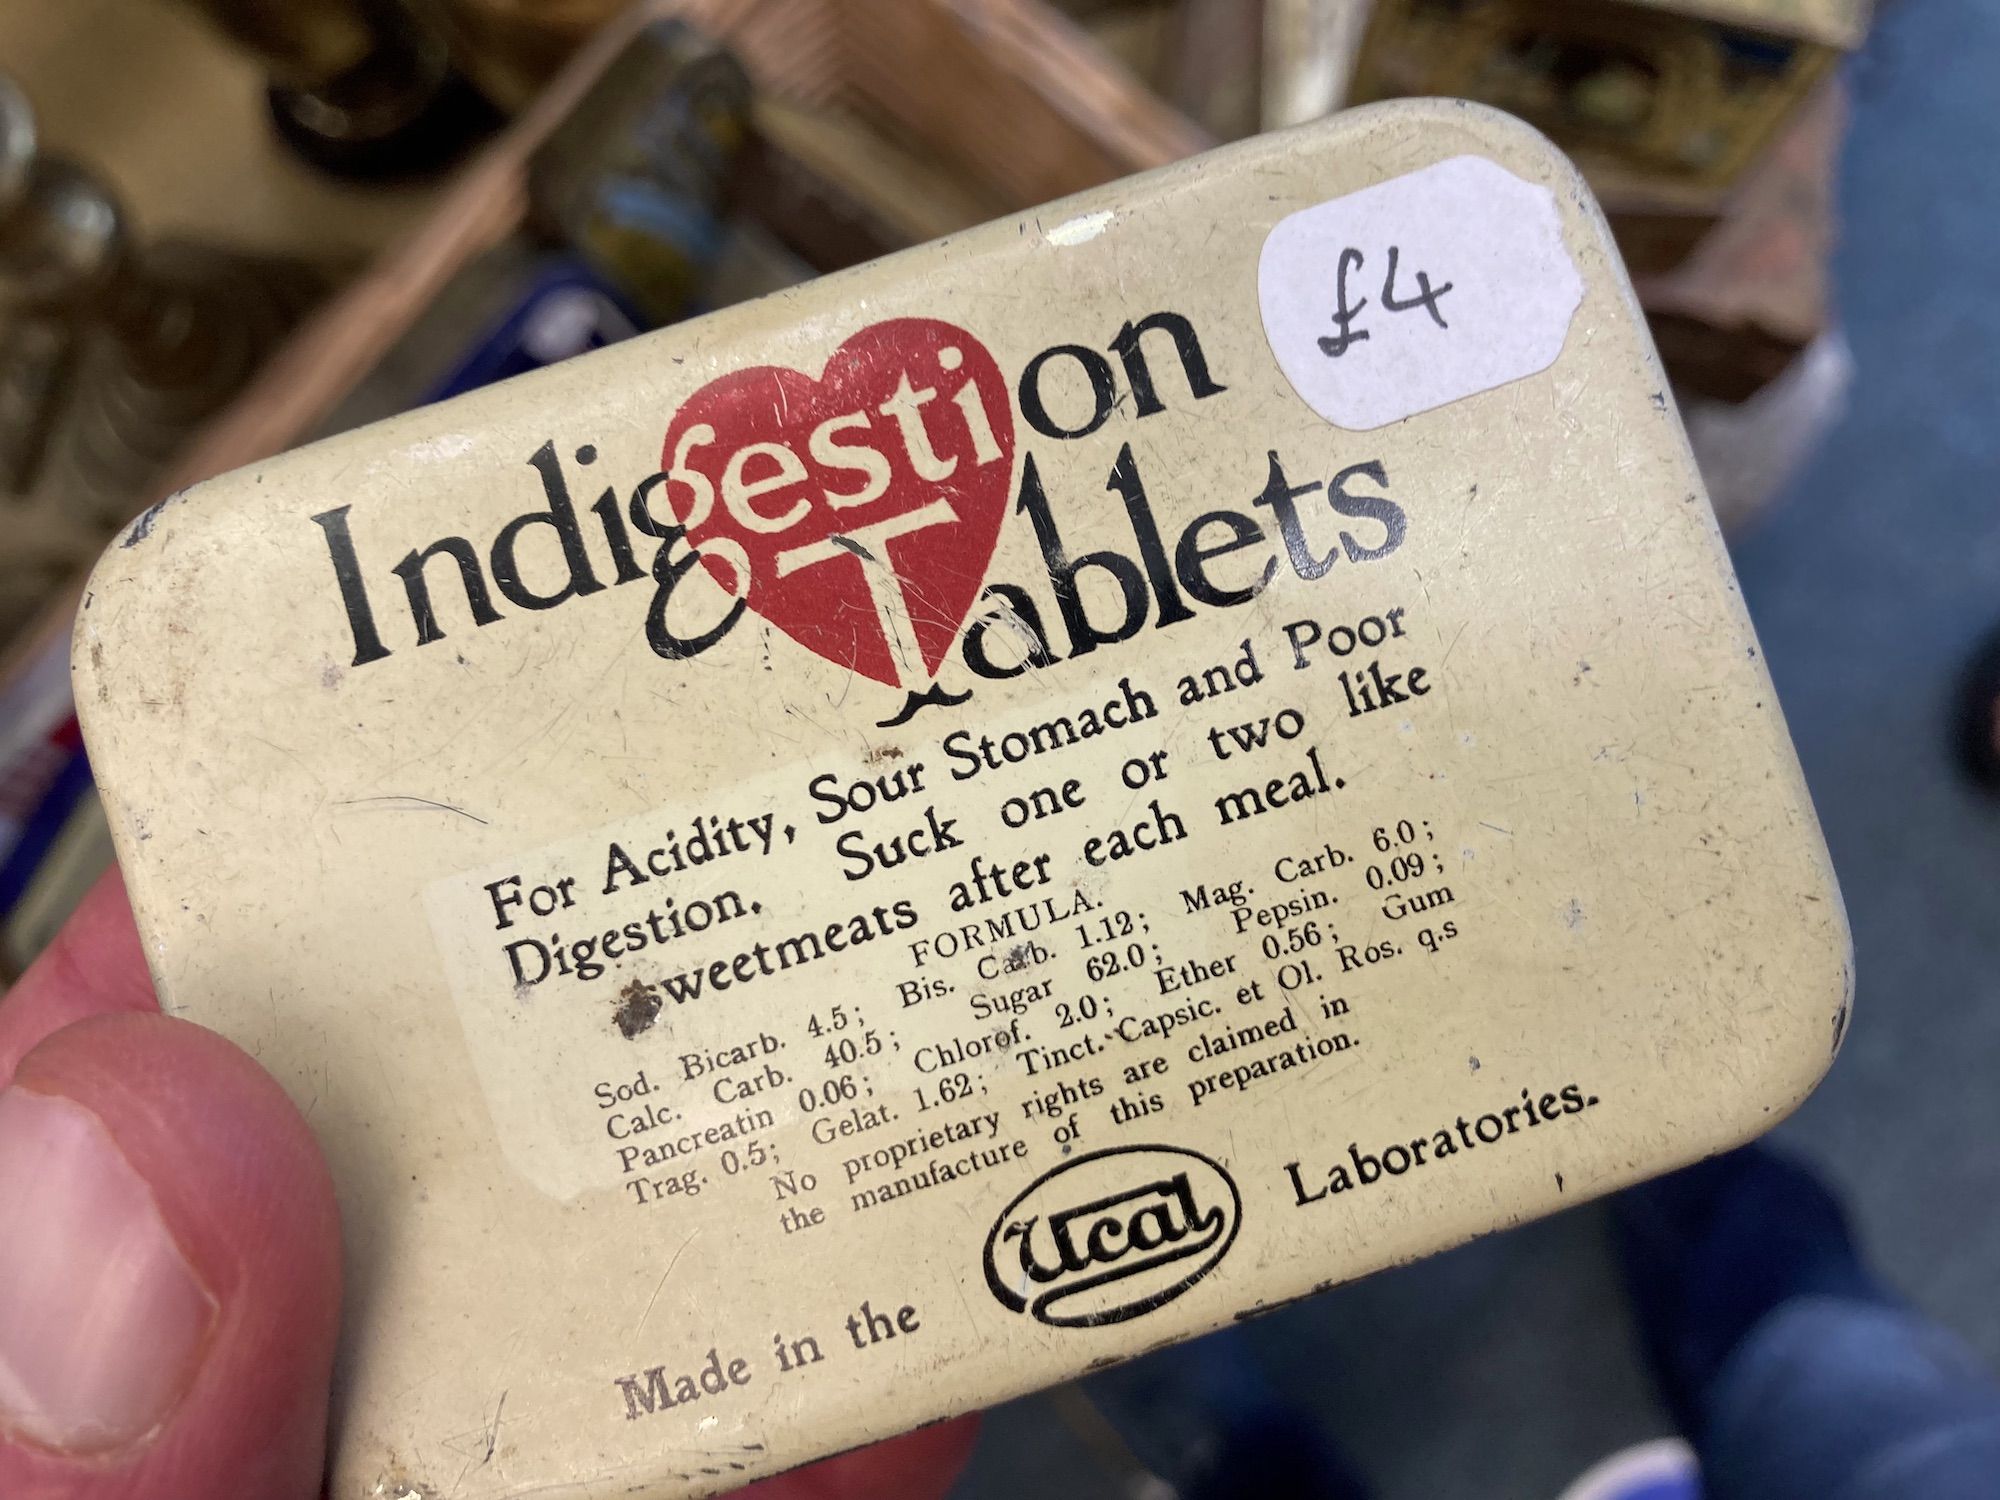 £4
Indigestion
Tablets
For Acidity, Sour Stomach and Poor
Digestion. Suck one or two like
sweetmeats after each meal.
FORMULA.
Sod. Bicarb. 4.5; Bis. Carb. 1.12; Mag. Carb. 6.0;
Calc. Carb. 40.5; Sugar 62.0; Pepsin. 0.09;
Pancreatin 0.06; Chlorof. 2.0; Ether 0.56; Gum
Trag. 0.5; Gelat. 1.62; Tinct. Capsic. et Ol. Ros. q.s
No proprietary rights are claimed in
the manufacture of this preparation.
Made in the Ucal Laboratories.